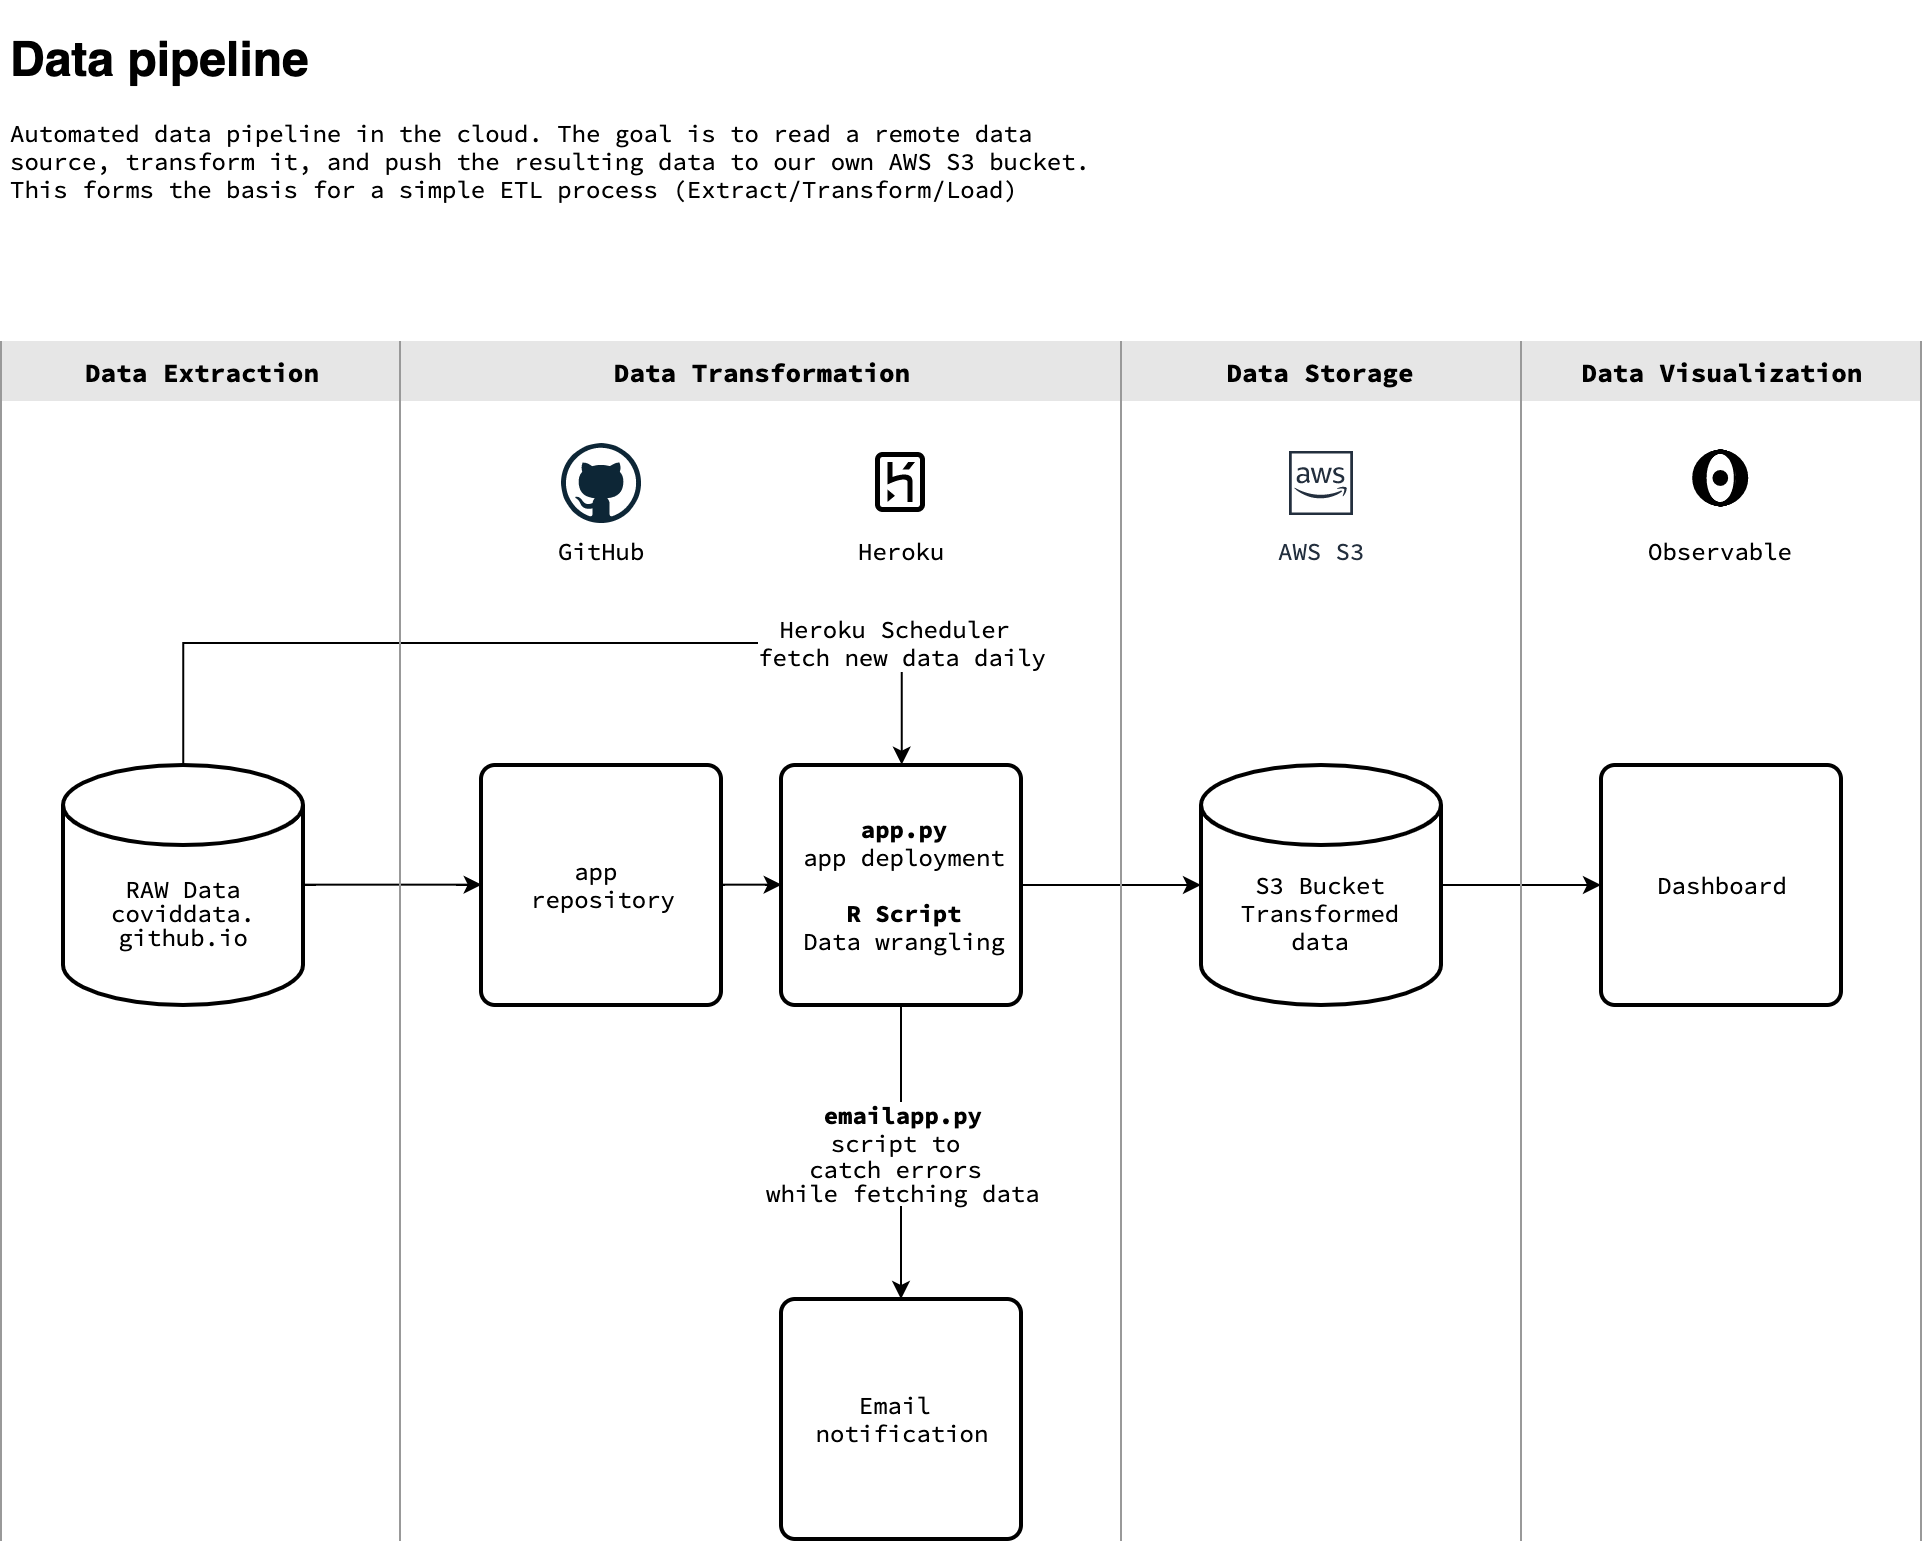 Data pipeline
Automated data pipeline in the cloud. The goal is to read a remote data
source, transform it, and push the resulting data to our own AWS S3 bucket.
This forms the basis for a simple ETL process (Extract/Transform/Load)
Data Extraction
Data Transformation
Data Storage
Data Visualization
aws
GitHub
Heroku
AWS S3
Observable
Heroku Scheduler
fetch new data daily
RAW Data
coviddata.
github.io
app
repository
app.py
app deployment
R Script
Data wrangling
S3 Bucket
Transformed
data
Dashboard
emailapp.py
script to
catch errors
while fetching data
Email
notification